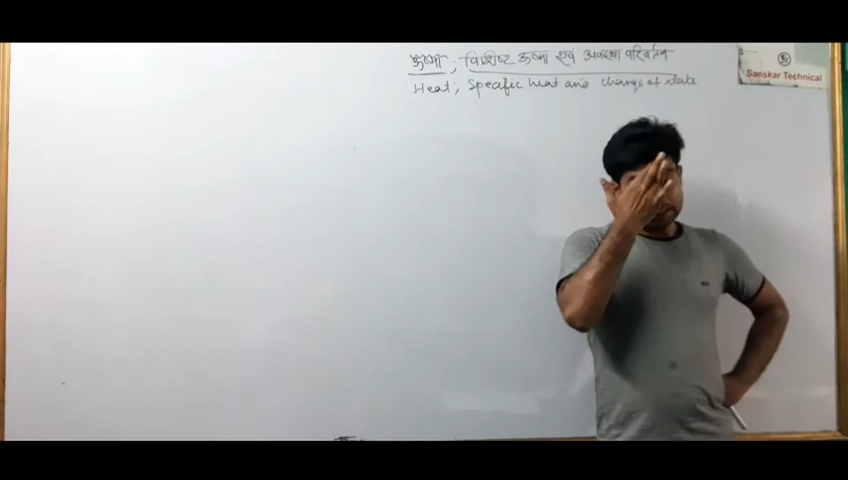 ऊष्मा; विशिष्ट ऊष्मा एवं अवस्था परिवर्तन
Heat; Specific heat and change of state
Sanskar Technical